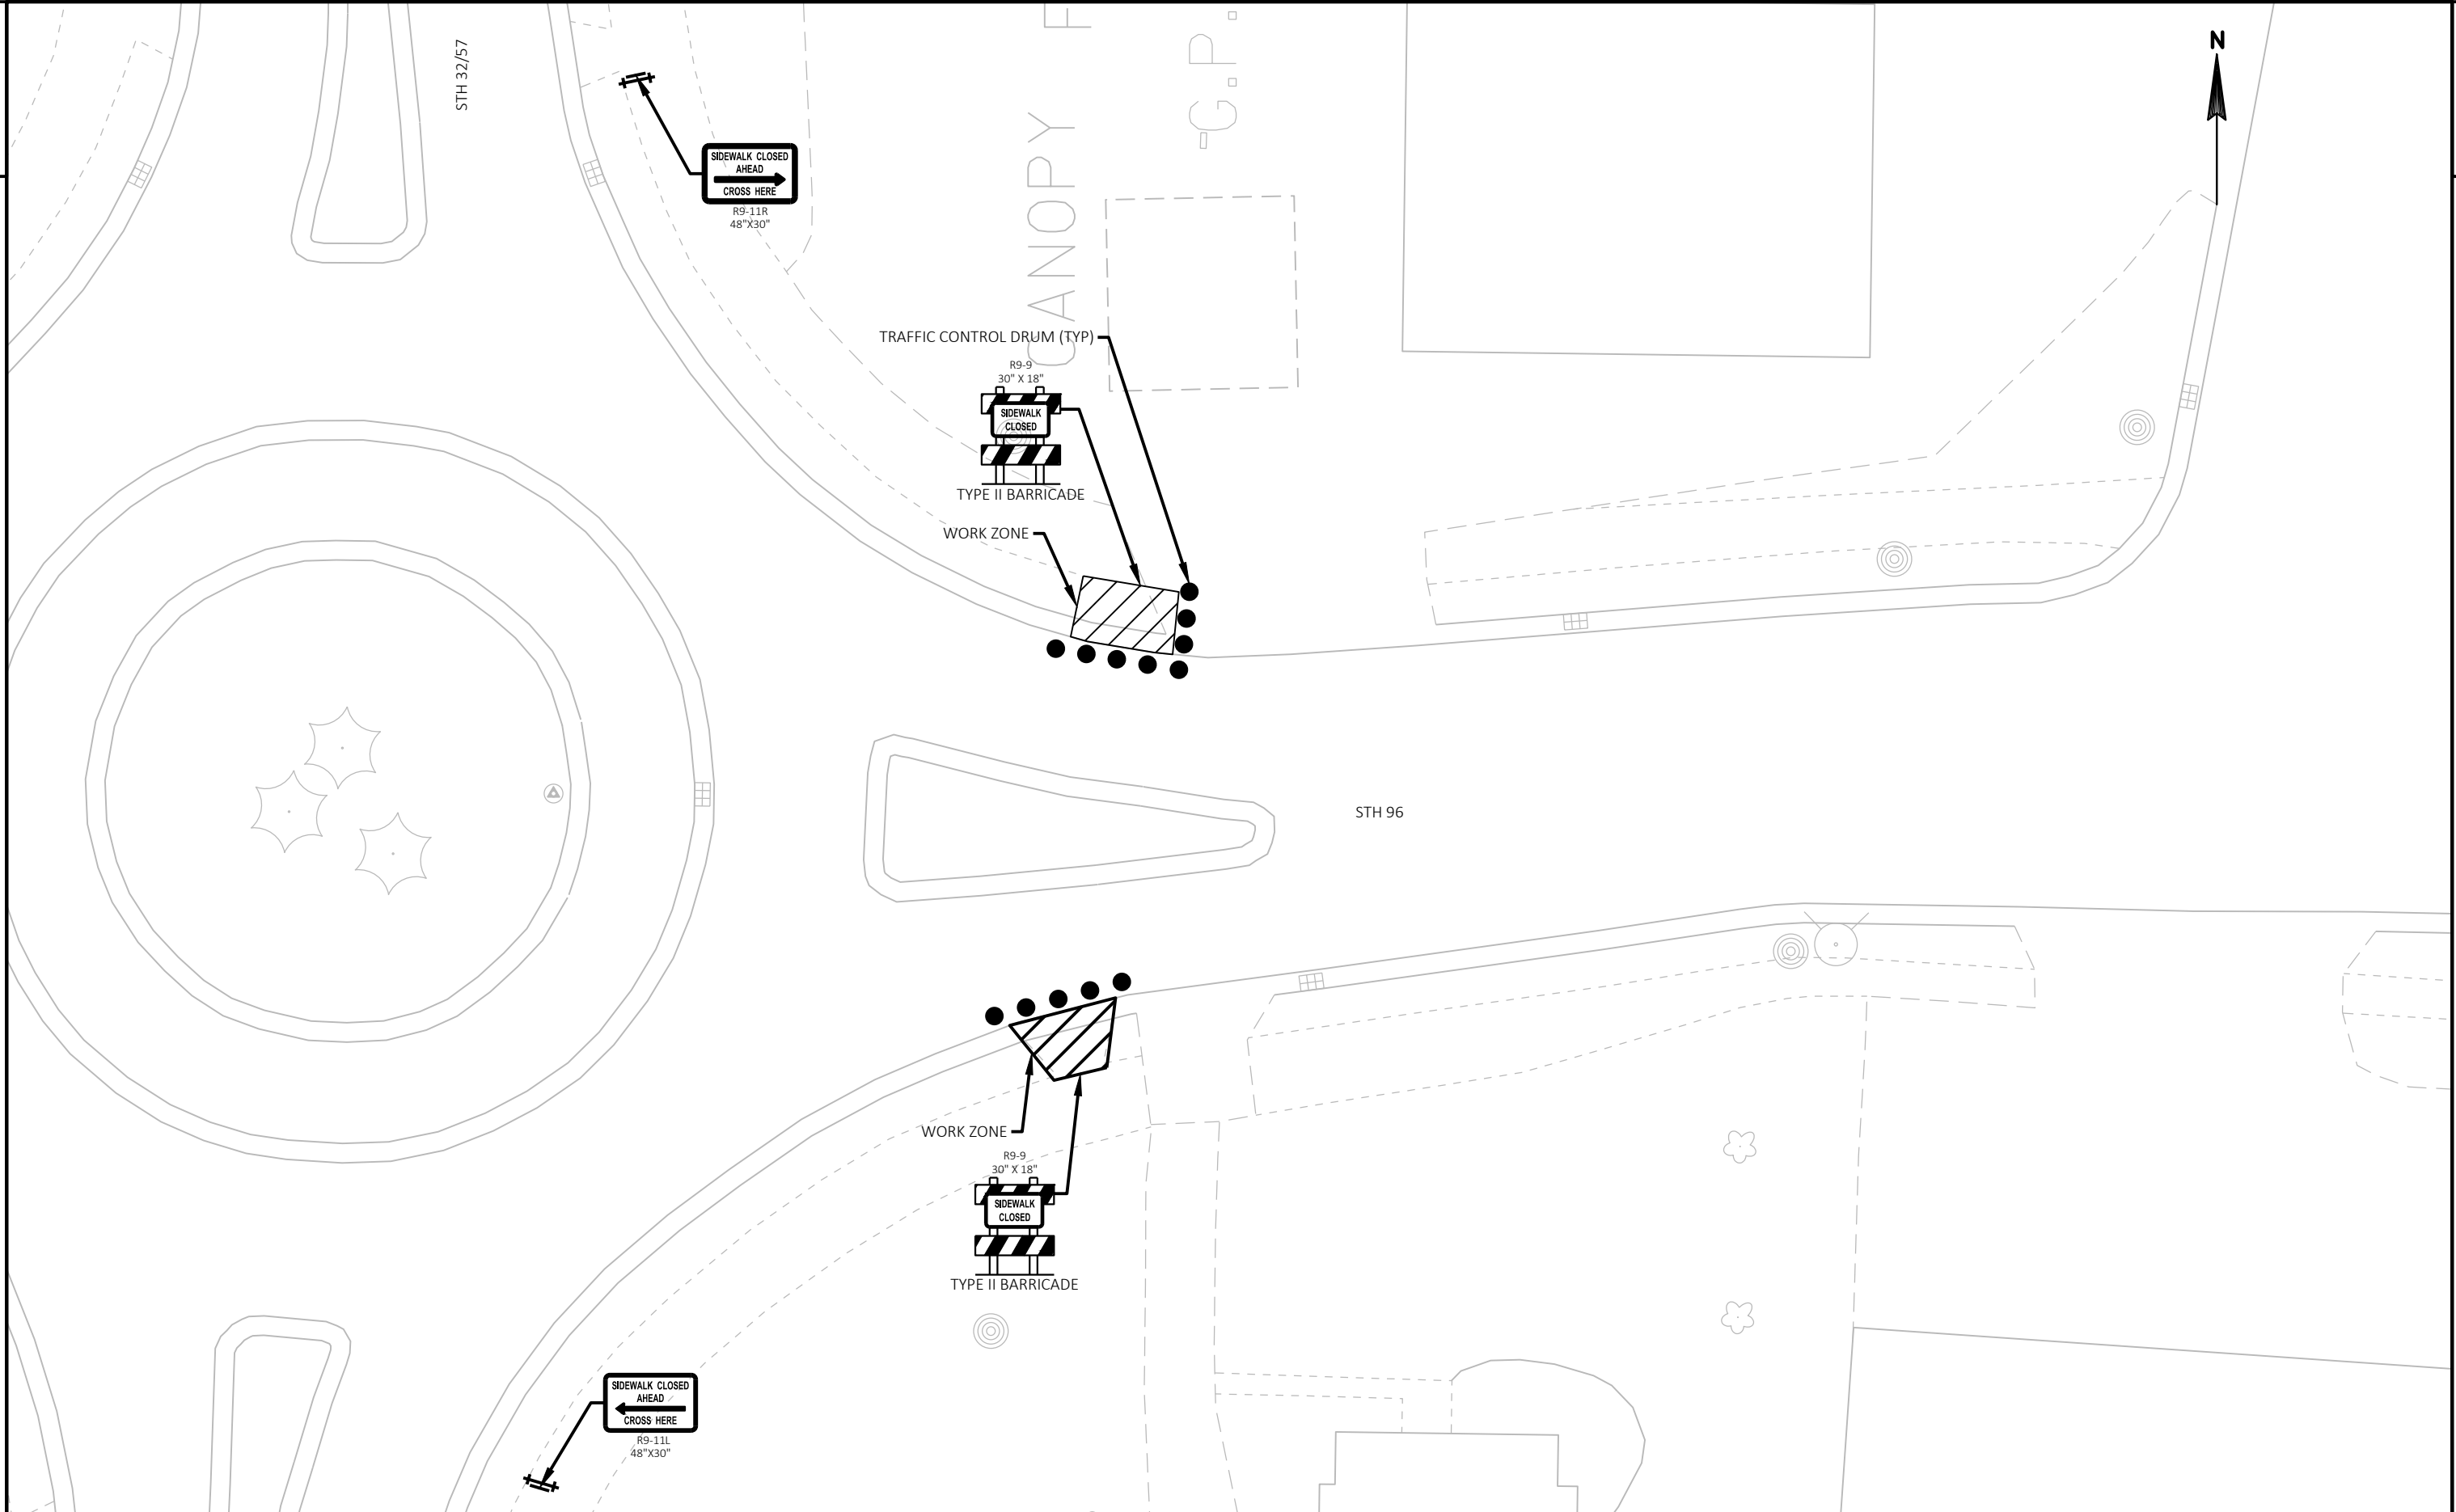 STH 32/57
CANOPY F
G.P.
N
SIDEWALK CLOSED
AHEAD
CROSS HERE
R9-11R
48"X30"
TRAFFIC CONTROL DRUM (TYP)
R9-9
30" X 18"
SIDEWALK
CLOSED
TYPE II BARRICADE
WORK ZONE
STH 96
WORK ZONE
R9-9
30" X 18"
SIDEWALK
CLOSED
TYPE II BARRICADE
SIDEWALK CLOSED
AHEAD
CROSS HERE
R9-11L
48"X30"